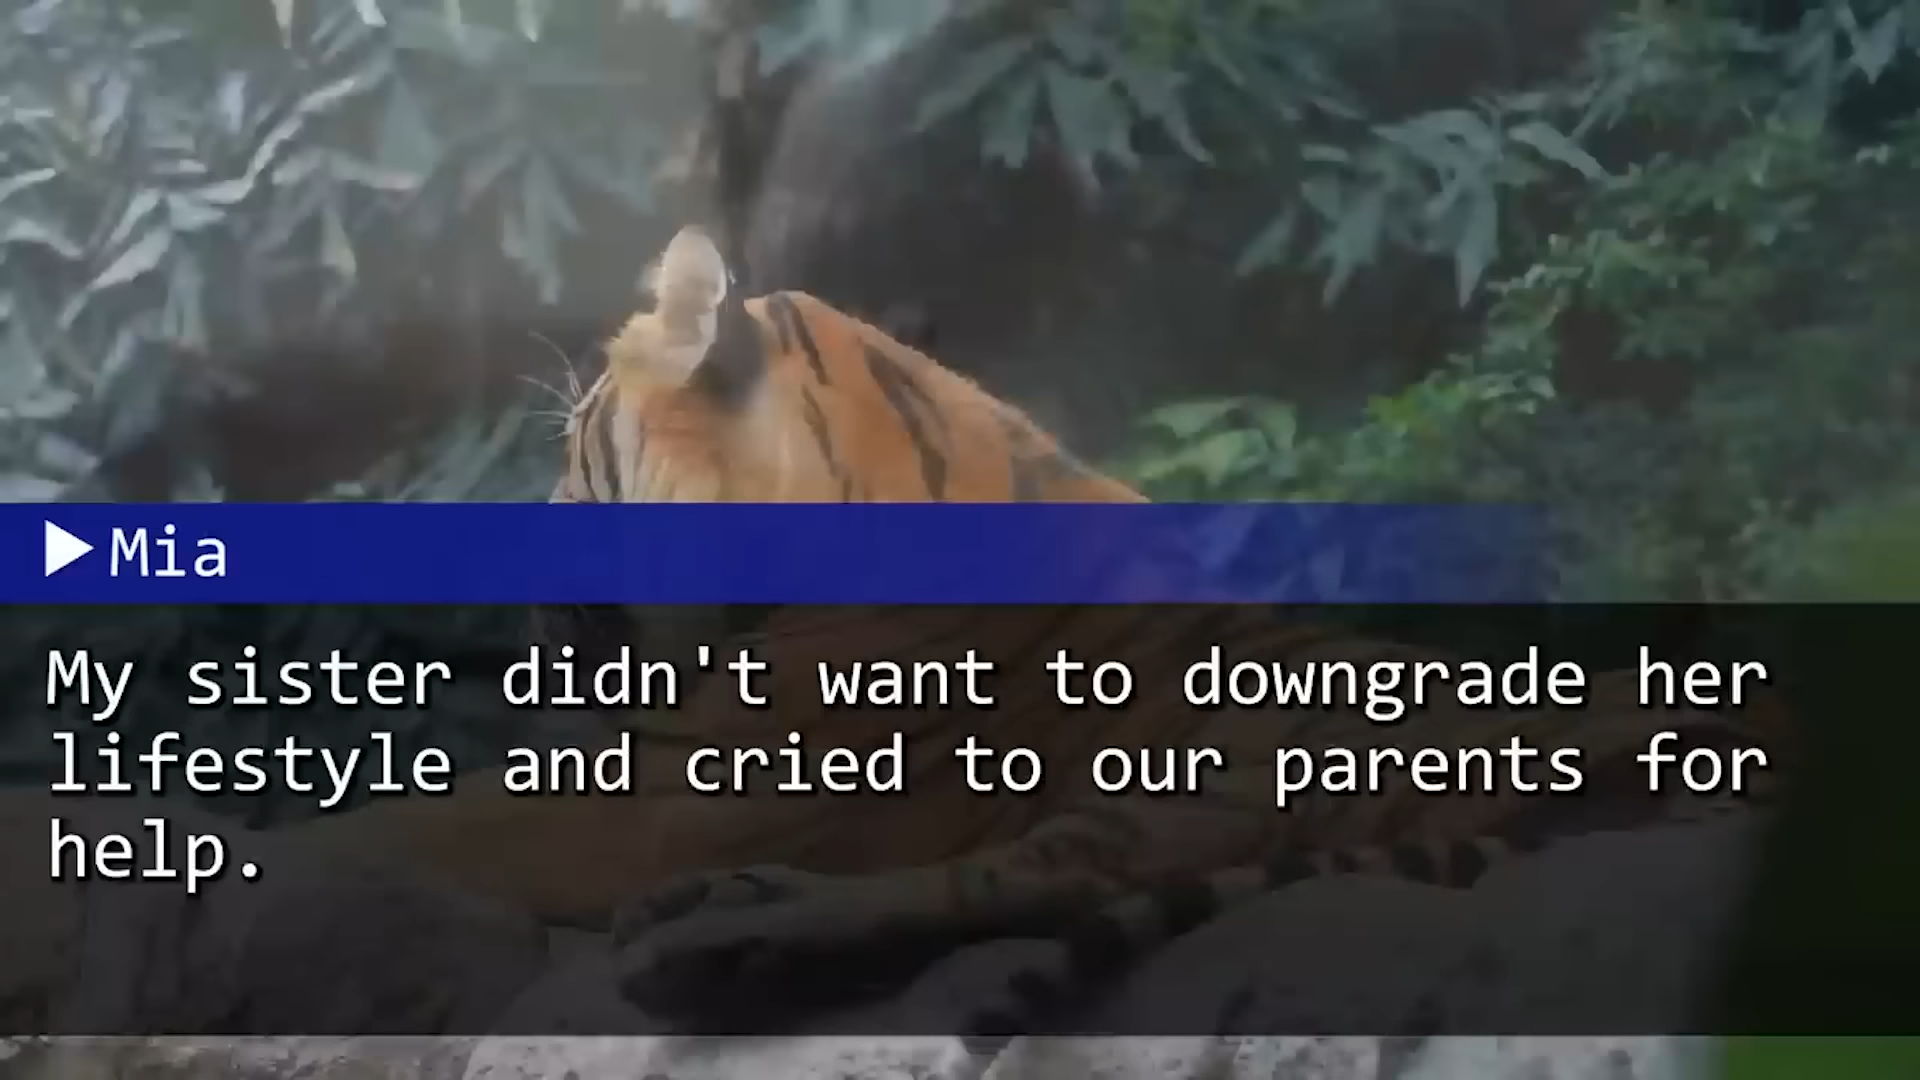 Mia
My sister didn't want to downgrade her
lifestyle and cried to our parents for
help.